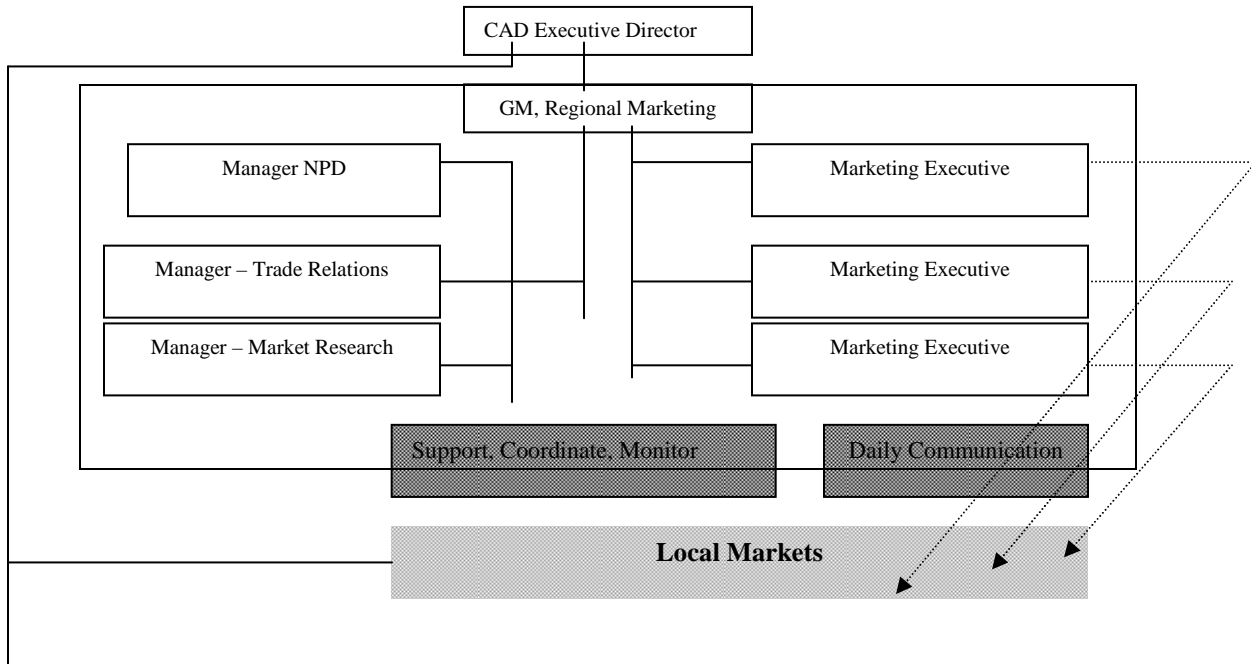 CAD Executive Director
GM, Regional Marketing
Manager NPD
Marketing Executive
Manager – Trade Relations
Marketing Executive
Manager – Market Research
Marketing Executive
Support, Coordinate, Monitor
Daily Communication
Local Markets